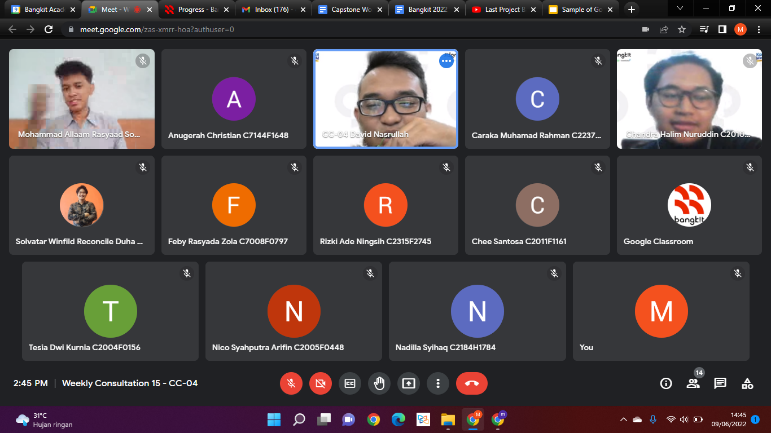 Bangkit Acad
Meet - W
Progress - Ba
Inbox (176)
Capstone Wo
Bangkit 2022
Last Project B
Sample of Go
meet.google.com/zas-xmrr-hoa?authuser=0
M
Mohammad Allaam Rasyaad So...
A
Anugerah Christian C7144F1648
CC-04 David Nasrullah
C
Caraka Muhamad Rahman C2237...
Chandra Halim Nuruddin C2010...
Solvatar Winfild Reconcile Duha ...
F
Feby Rasyada Zola C7008F0797
R
Rizki Ade Ningsih C2315F2745
C
Chee Santosa C2011F1161
bangkit
Google Classroom
T
Tesia Dwi Kurnia C2004F0156
N
Nico Syahputra Arifin C2005F0448
N
Nadilla Syihaq C2184H1784
M
You
2:45 PM | Weekly Consultation 15 - CC-04
14
31°C
Hujan ringan
14:45
09/06/2022